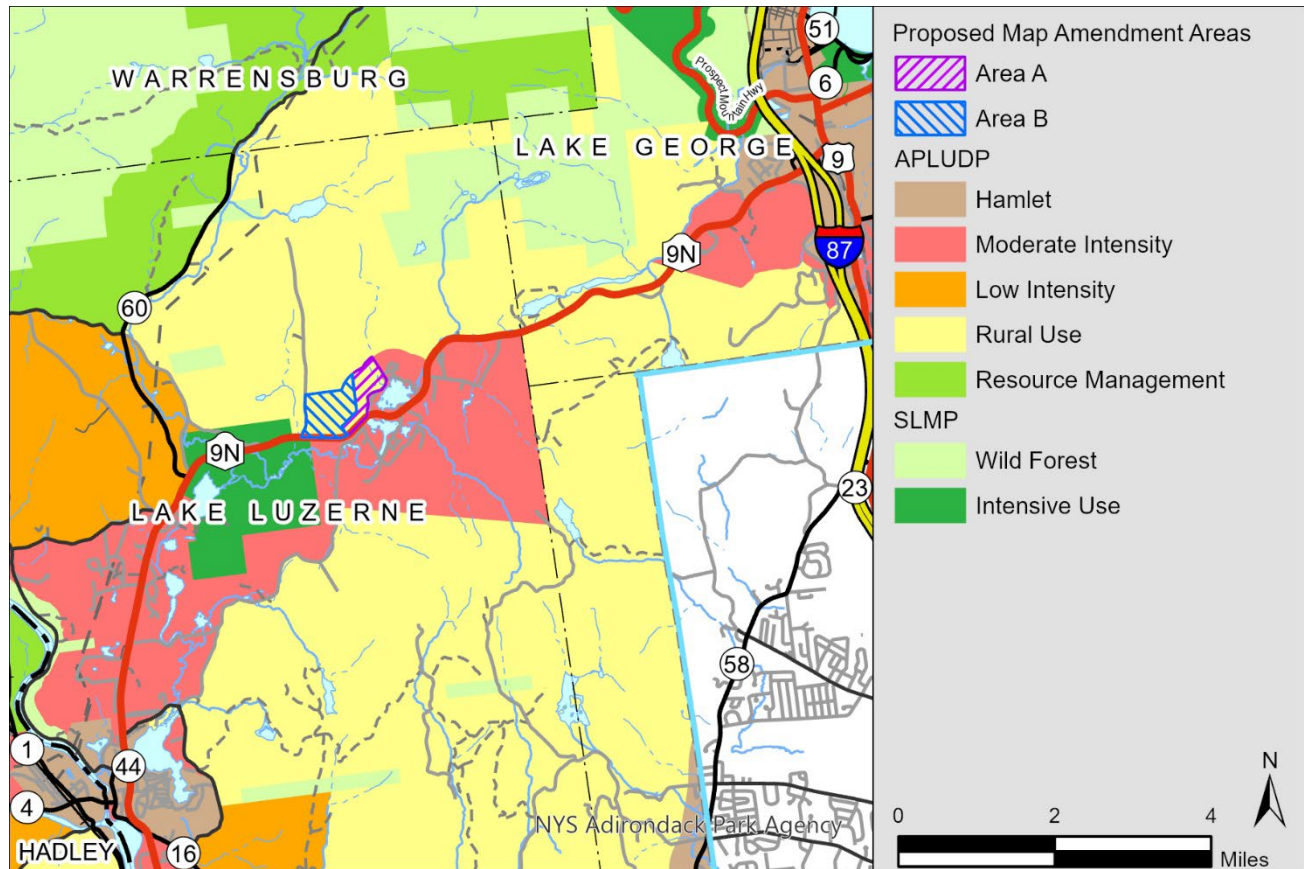 WARRENSBURG
LAKE GEORGE
Prospect Mountain Hwy
51
6
9
9N
87
60
9N
LAKE LUZERNE
23
58
1
44
4
16
HADLEY
NYS Adirondack Park Agency
Proposed Map Amendment Areas
Area A
Area B
APLUDP
Hamlet
Moderate Intensity
Low Intensity
Rural Use
Resource Management
SLMP
Wild Forest
Intensive Use
N
0 2 4
Miles